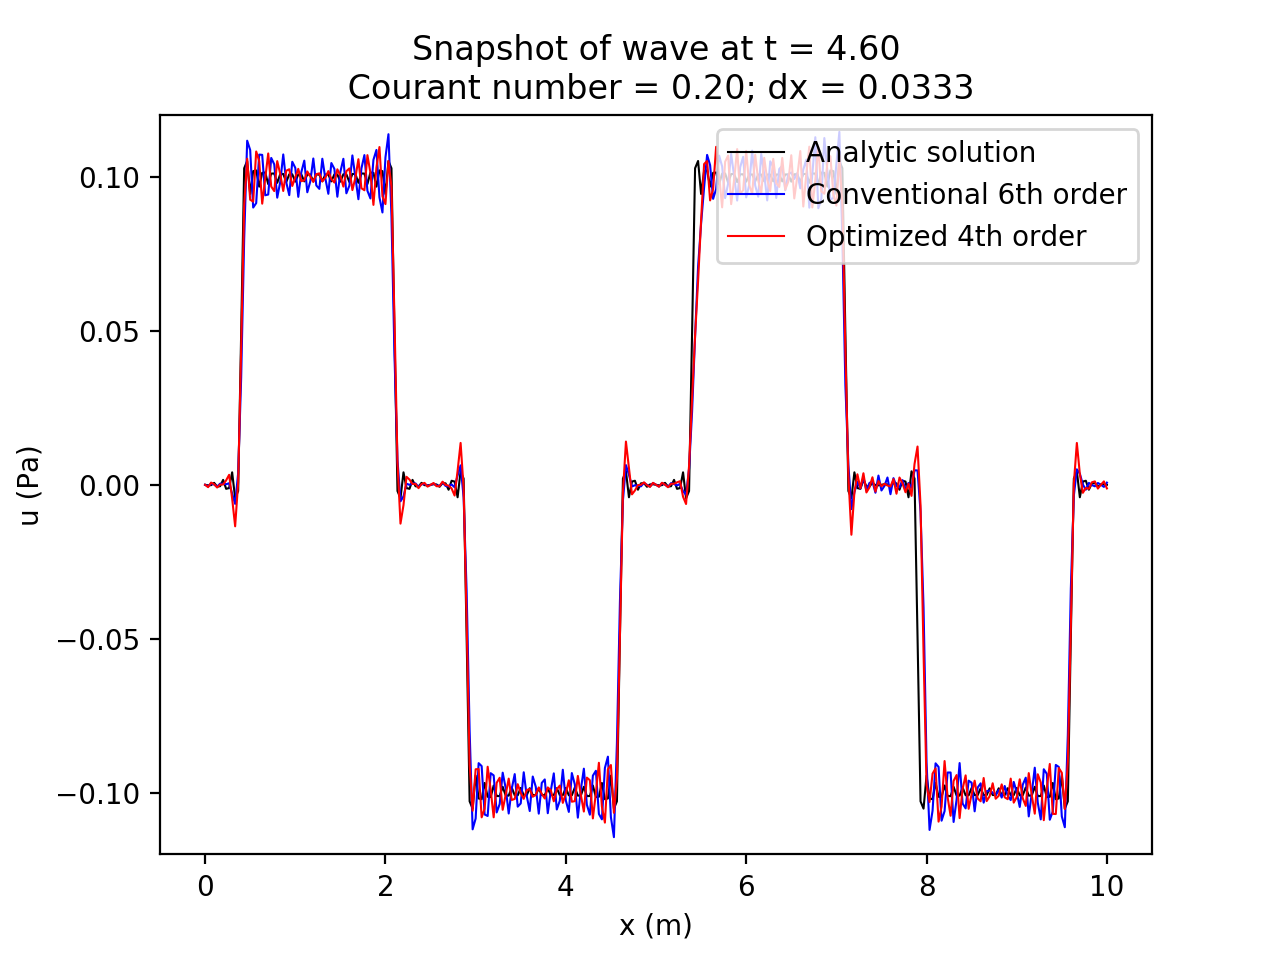 Snapshot of wave at t = 4.60
Courant number = 0.20; dx = 0.0333
Analytic solution
Conventional 6th order
Optimized 4th order
0.10
0.05
0.00
−0.05
−0.10
u (Pa)
0 2 4 6 8 10
x (m)